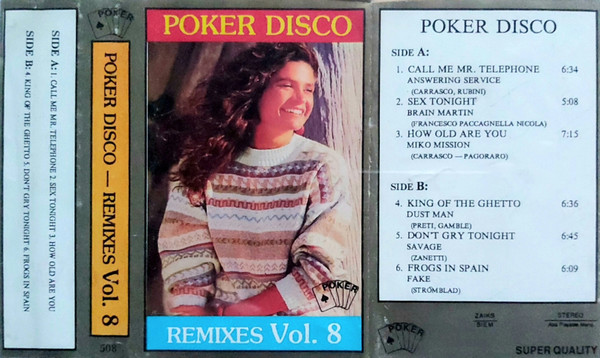 SIDE A: 1. CALL ME MR. TELEPHONE 2. SEX TONIGHT 3. HOW OLD ARE YOU
SIDE B: 4. KING OF THE GHETTO 5. DON'T GRY TONIGHT 6. FROGS IN SPAIN
POKER
POKER DISCO — REMIXES Vol. 8
508
POKER DISCO
POKER
REMIXES Vol. 8
POKER DISCO
SIDE A:
1. CALL ME MR. TELEPHONE 6:34
ANSWERING SERVICE
(CARRASCO, RUBINI)
2. SEX TONIGHT 5:08
BRAIN MARTIN
(FRANCESCO PACCAGNELLA NICOLA)
3. HOW OLD ARE YOU 7:15
MIKO MISSION
(CARRASCO — PAGORARO)
SIDE B:
4. KING OF THE GHETTO 6:36
DUST MAN
(PRETI, GAMBLE)
5. DON'T GRY TONIGHT 6:45
SAVAGE
(ZANETTI)
6. FROGS IN SPAIN 6:09
FAKE
(STRÖMBLAD)
POKER
ZAIKS
BIEM
STEREO
SUPER QUALITY